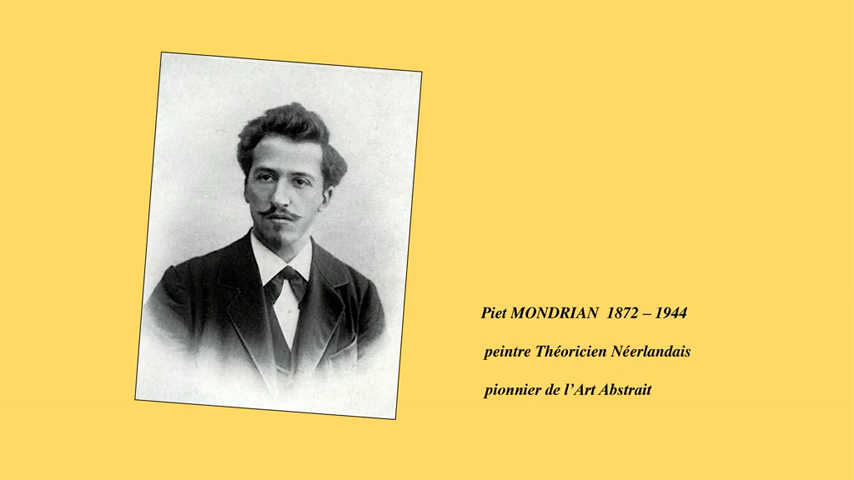 Piet MONDRIAN 1872 – 1944
peintre Théoricien Néerlandais
pionnier de l’Art Abstrait